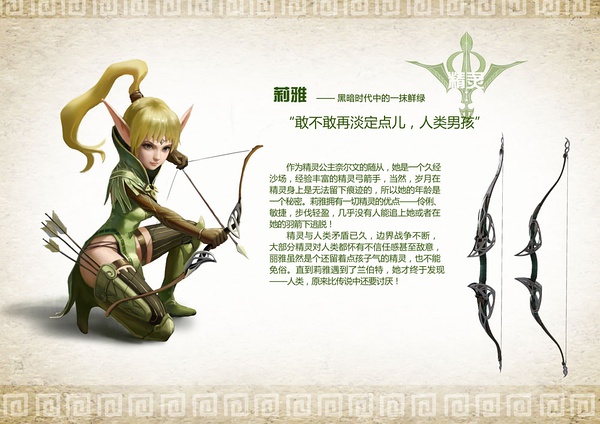 精灵
莉雅 —— 黑暗时代中的一抹鲜绿
“敢不敢再淡定点儿，人类男孩”
作为精灵公主奈尔文的随从，她是一个久经
沙场，经验丰富的精灵弓箭手，当然，岁月在
精灵身上是无法留下痕迹的，所以她的年龄是
一个秘密。莉雅拥有一切精灵的优点——伶俐、
敏捷，步伐轻盈，几乎没有人能追上她或者在
她的羽箭下逃脱！
精灵与人类矛盾已久，边界战争不断，
大部分精灵对人类都怀有不信任感甚至敌意，
丽雅虽然是个还留着点孩子气的精灵，也不能
免俗。直到莉雅遇到了兰伯特，她才终于发现
——人类，原来比传说中还要讨厌！